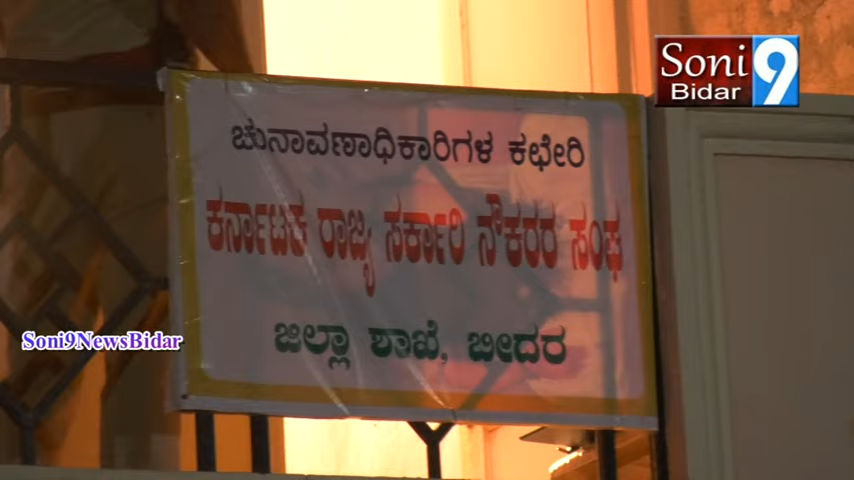 Soni 9
Bidar
ಚುನಾವಣಾಧಿಕಾರಿಗಳ ಕಛೇರಿ
ಕರ್ನಾಟಕ ರಾಜ್ಯ ಸರ್ಕಾರಿ ನೌಕರರ ಸಂಘ
ಜಿಲ್ಲಾ ಶಾಖೆ, ಬೀದರ
Soni9NewsBidar